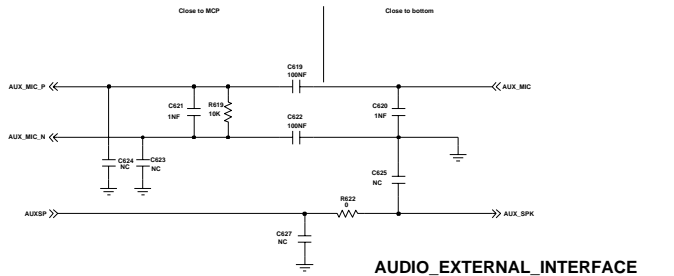 Close to MCP
Close to bottom
C619
100NF
AUX_MIC_P
AUX_MIC
C621
1NF
R619
10K
C620
1NF
C622
100NF
AUX_MIC_N
C624
NC
C623
NC
C625
NC
R622
0
AUXSP
AUX_SPK
C627
NC
AUDIO_EXTERNAL_INTERFACE